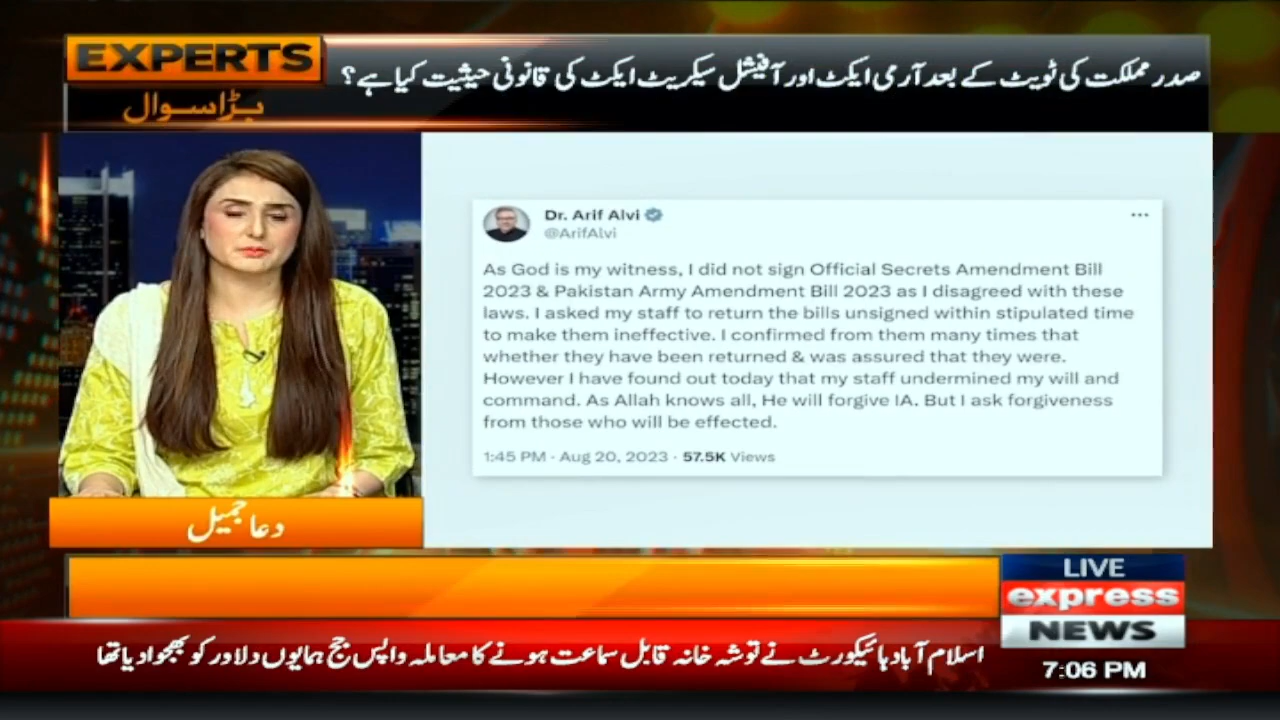 EXPERTS
بڑا سوال
صدر مملکت کی ٹویٹ کے بعد آرمی ایکٹ اور آفیشل سیکریٹ ایکٹ کی قانونی حیثیت کیا ہے؟
Dr. Arif Alvi
@ArifAlvi
As God is my witness, I did not sign Official Secrets Amendment Bill
2023 & Pakistan Army Amendment Bill 2023 as I disagreed with these
laws. I asked my staff to return the bills unsigned within stipulated time
to make them ineffective. I confirmed from them many times that
whether they have been returned & was assured that they were.
However I have found out today that my staff undermined my will and
command. As Allah knows all, He will forgive IA. But I ask forgiveness
from those who will be effected.
1:45 PM · Aug 20, 2023 · 57.5K Views
دعا جمیل
LIVE
express
NEWS
7:06 PM
اسلام آباد ہائیکورٹ نے توشہ خانہ قابل سماعت ہونے کا معاملہ واپس جج ہمایوں دلاور کو بھجوا دیا تھا